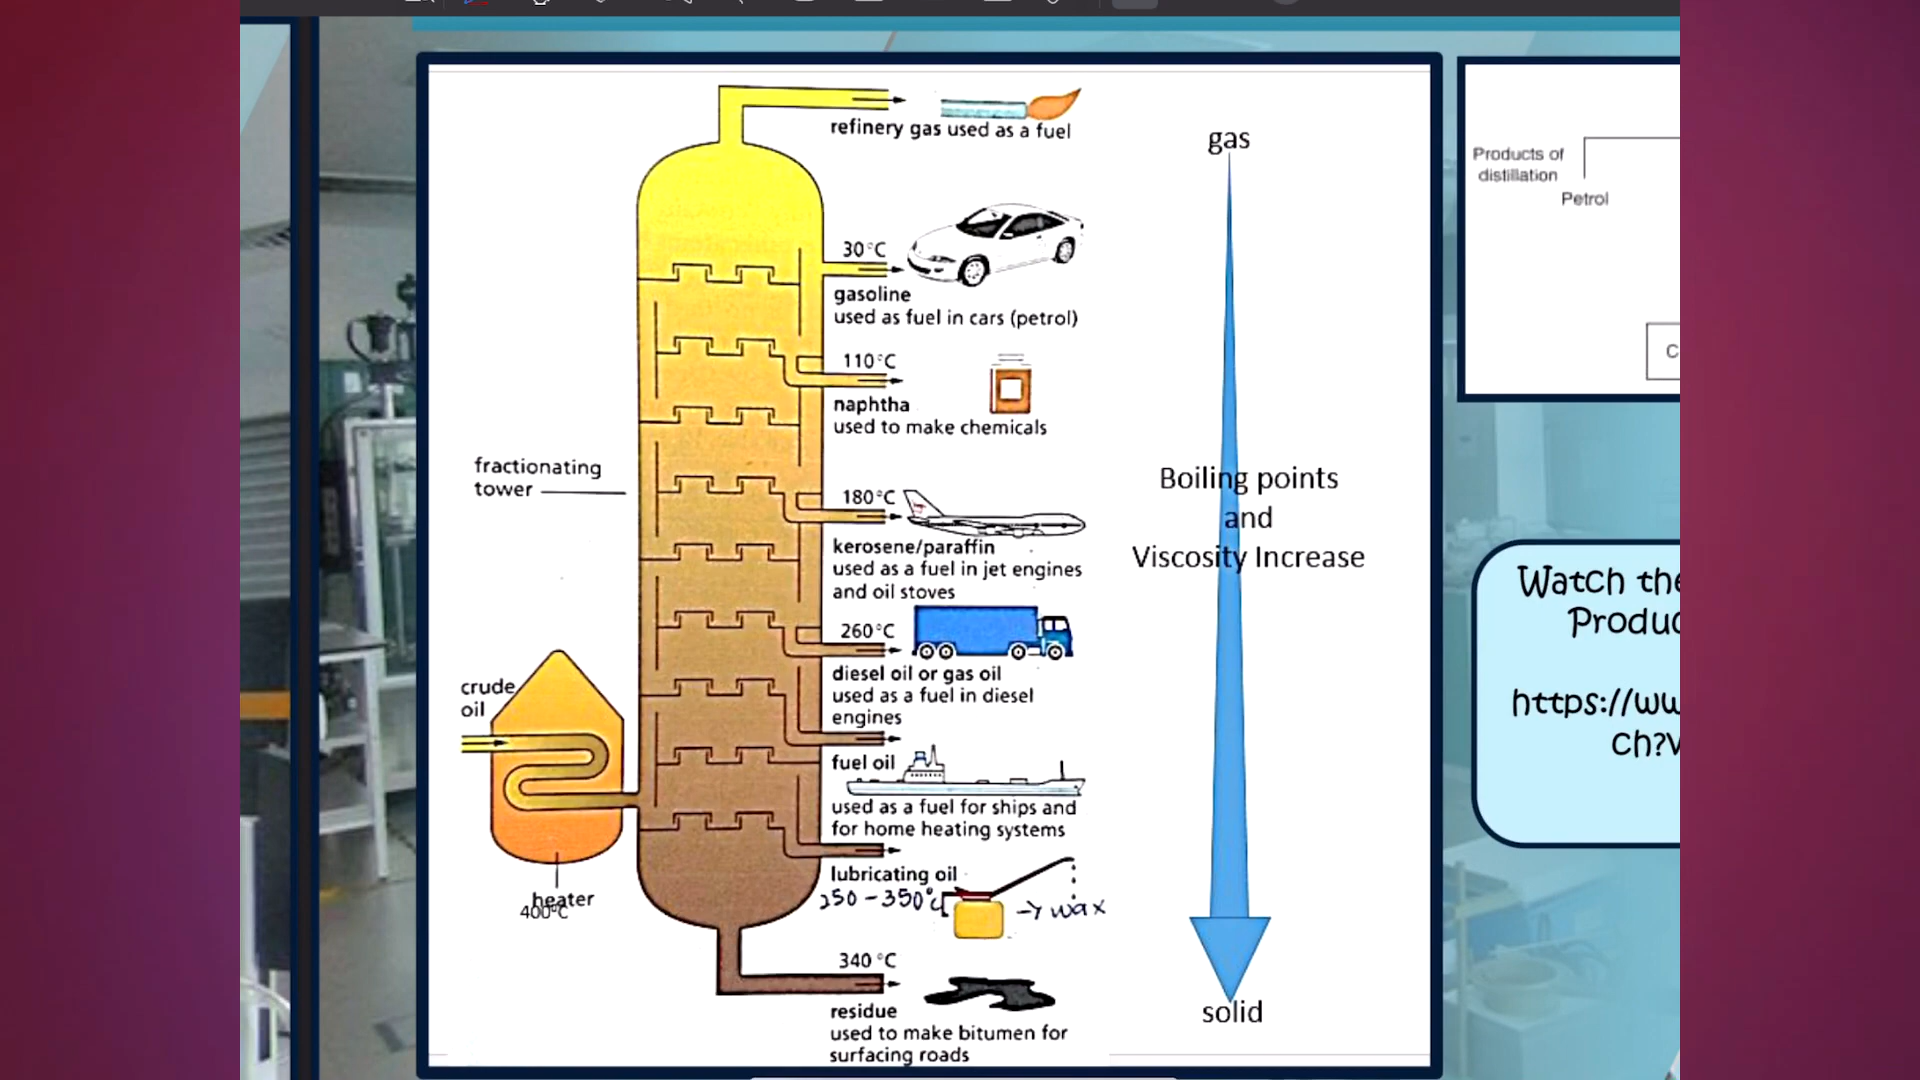 refinery gas used as a fuel
30°C
gasoline
used as fuel in cars (petrol)
110°C
naphtha
used to make chemicals
fractionating
tower
180°C
kerosene/paraffin
used as a fuel in jet engines
and oil stoves
260°C
diesel oil or gas oil
used as a fuel in diesel
engines
crude
oil
fuel oil
used as a fuel for ships and
for home heating systems
heater
400°C
lubricating oil
250 - 350°C
→ wax
340 °C
residue
used to make bitumen for
surfacing roads
gas
Boiling points
and
Viscosity Increase
solid
Products of
distillation
Petrol
C
Watch the
Produc
https://ww
ch?v